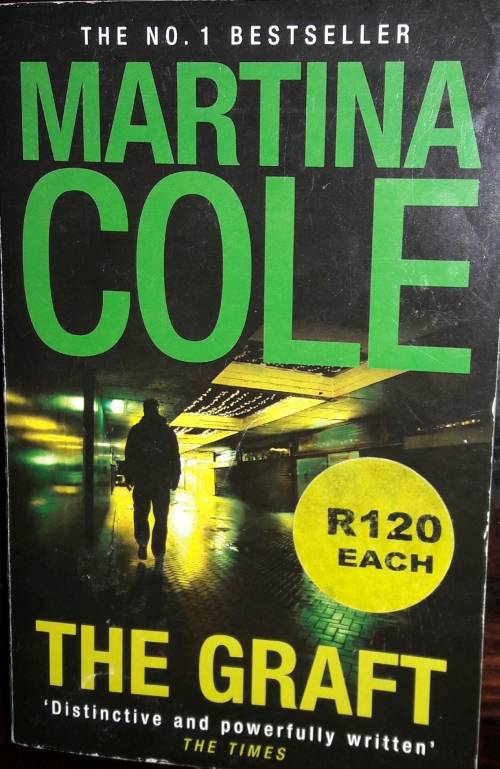 THE NO. 1 BESTSELLER
MARTINA
COLE
R120
EACH
THE GRAFT
'Distinctive and powerfully written'
THE TIMES